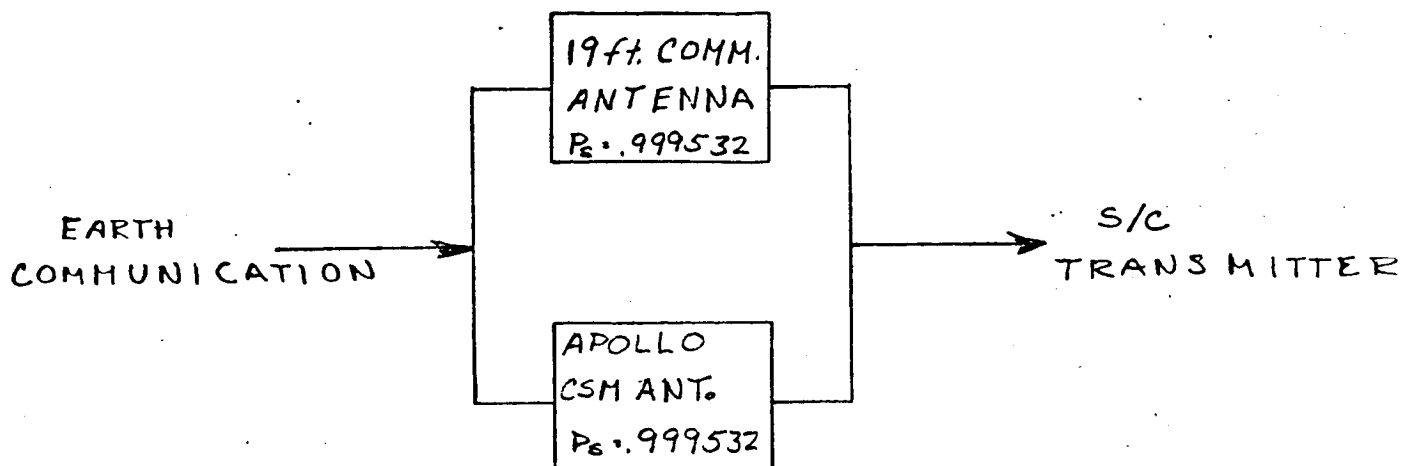 19ft. COMM.
ANTENNA
Ps = .999532
EARTH
COMMUNICATION
S/C
TRANSMITTER
APOLLO
CSM ANT.
Ps = .999532